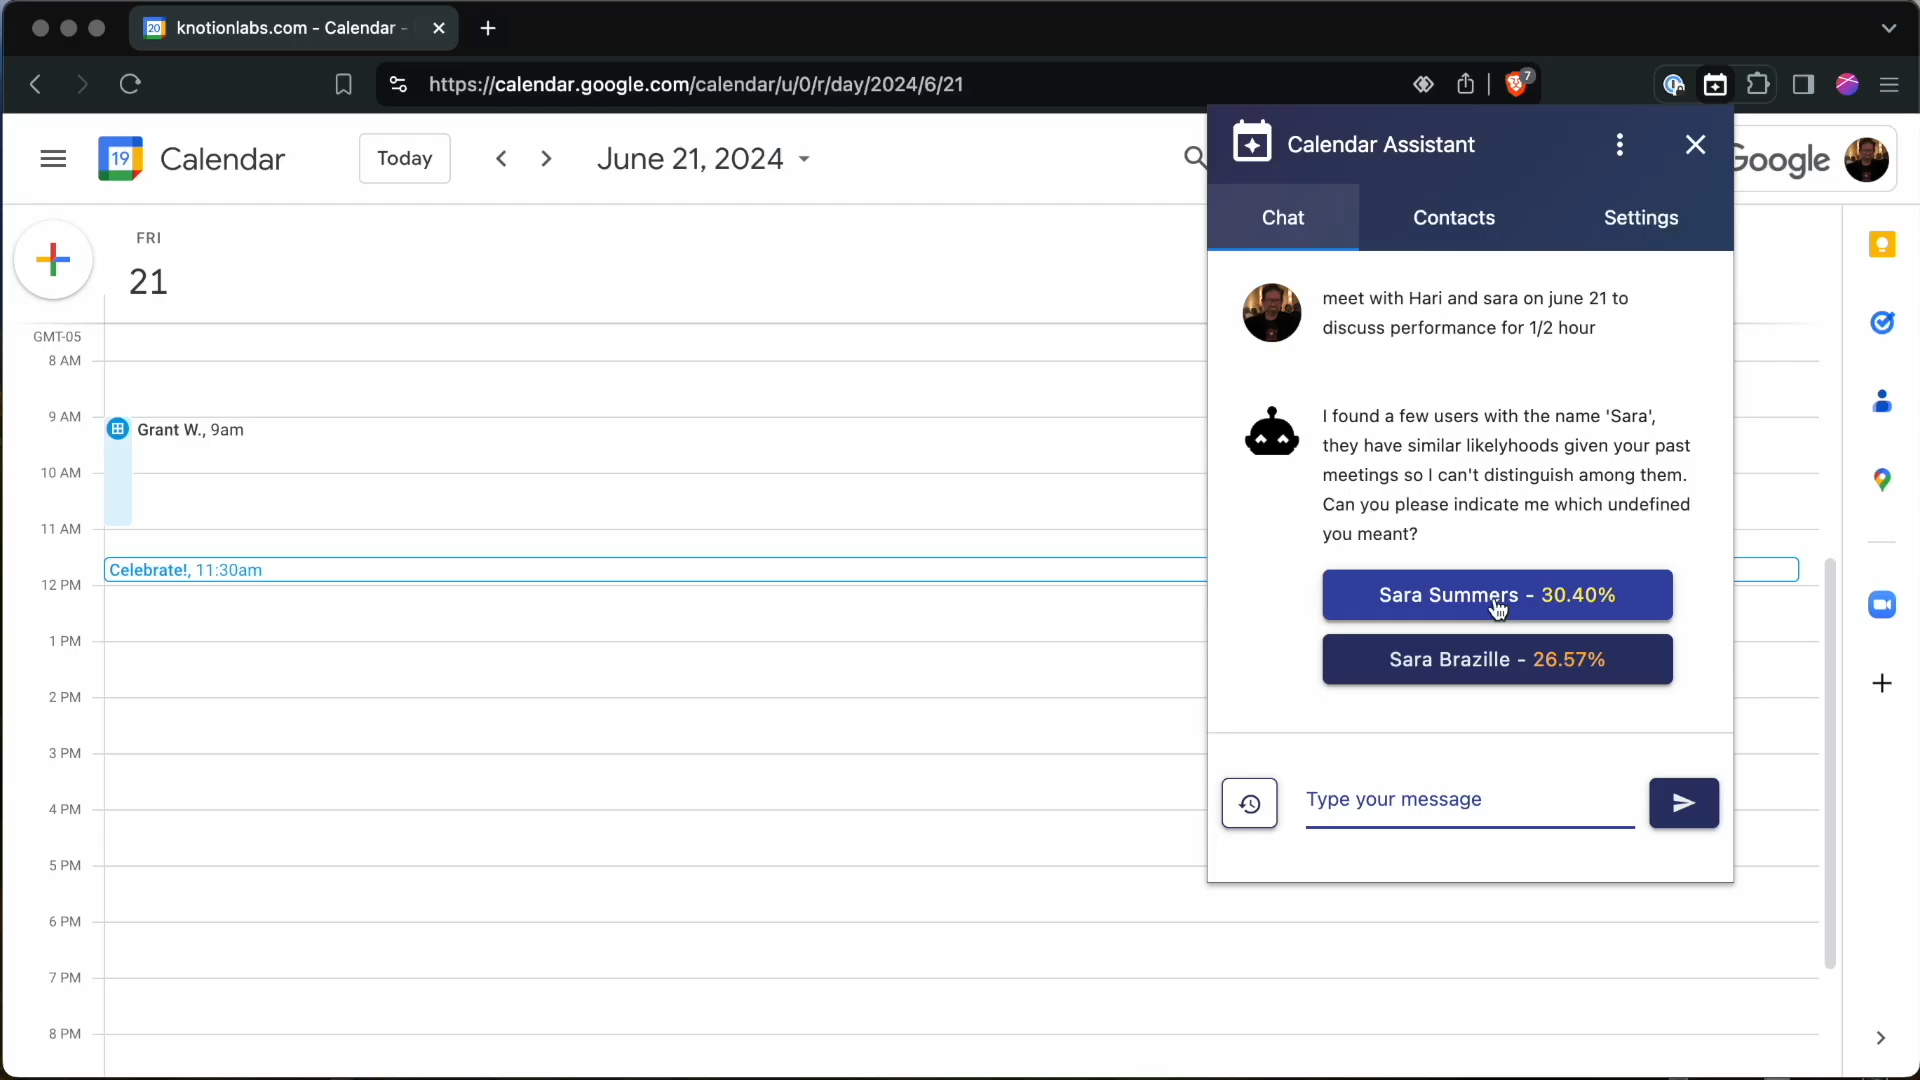 20 knotionlabs.com - Calendar -
https://calendar.google.com/calendar/u/0/r/day/2024/6/21
7
19 Calendar
Today
June 21, 2024
Google
FRI
21
GMT-05
8 AM
9 AM
Grant W., 9am
10 AM
11 AM
Celebrate!, 11:30am
12 PM
1 PM
2 PM
3 PM
4 PM
5 PM
6 PM
7 PM
8 PM
Calendar Assistant
Chat
Contacts
Settings
meet with Hari and sara on june 21 to
discuss performance for 1/2 hour
I found a few users with the name 'Sara',
they have similar likelyhoods given your past
meetings so I can't distinguish among them.
Can you please indicate me which undefined
you meant?
Sara Summers - 30.40%
Sara Brazille - 26.57%
Type your message